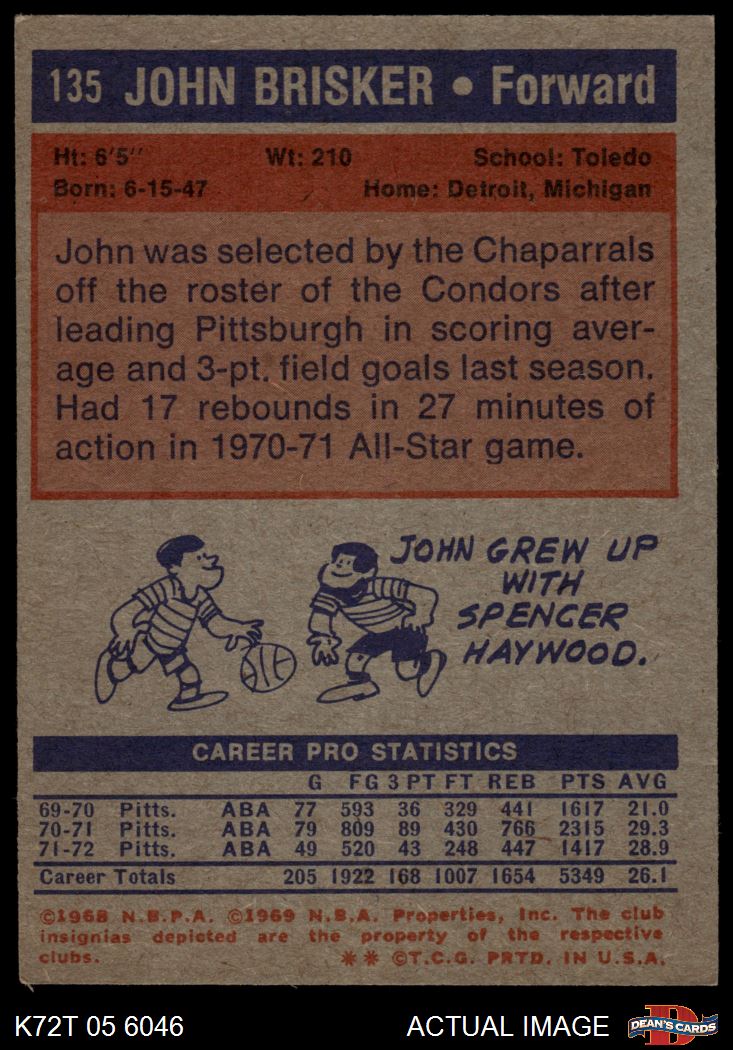 135 JOHN BRISKER • Forward
Ht: 6'5" Wt: 210 School: Toledo
Born: 6-15-47 Home: Detroit, Michigan
John was selected by the Chaparrals
off the roster of the Condors after
leading Pittsburgh in scoring aver-
age and 3-pt. field goals last season.
Had 17 rebounds in 27 minutes of
action in 1970-71 All-Star game.
JOHN GREW UP
WITH
SPENCER
HAYWOOD.
CAREER PRO STATISTICS
G FG 3 PT FT REB PTS AVG
69-70 Pitts. ABA 77 593 36 329 441 1617 21.0
70-71 Pitts. ABA 79 809 89 430 766 2315 29.3
71-72 Pitts. ABA 49 520 43 248 447 1417 28.9
Career Totals 205 1922 168 1007 1654 5349 26.1
©1968 N.B.P.A. ©1969 N.B.A. Properties, Inc. The club
insignias depicted are the property of the respective
clubs. ** ©T.C.G. PRTD. IN U.S.A.
K72T 05 6046 ACTUAL IMAGE DEAN'S CARDS